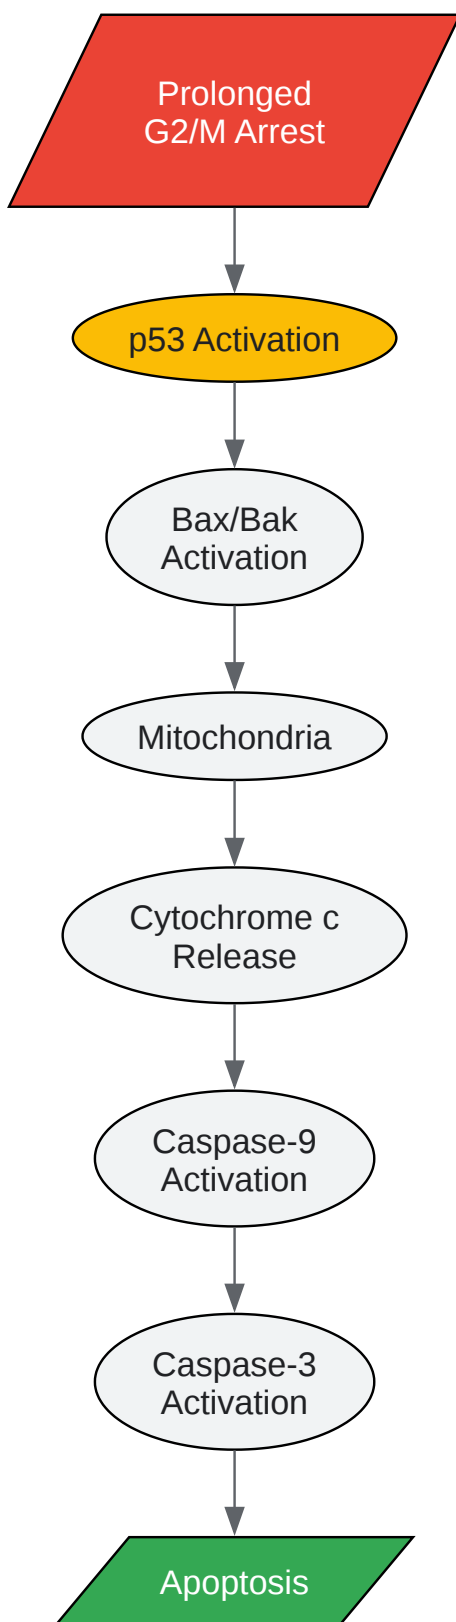 Prolonged
G2/M Arrest
p53 Activation
Bax/Bak
Activation
Mitochondria
Cytochrome c
Release
Caspase-9
Activation
Caspase-3
Activation
Apoptosis